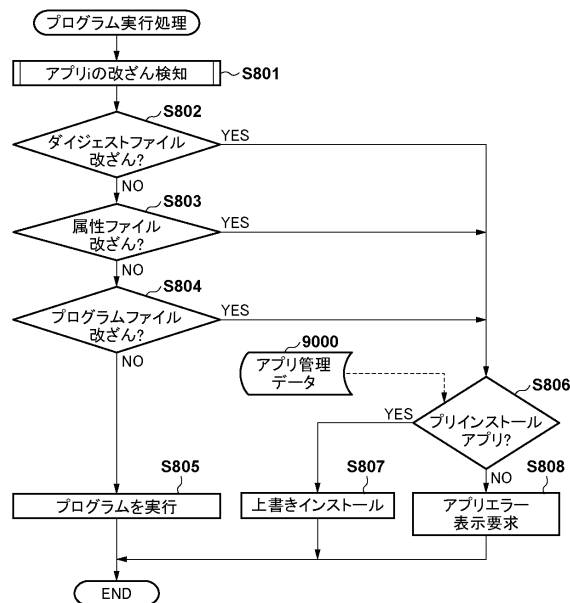 プログラム実行処理
アプリiの改ざん検知
S801
S802
ダイジェストファイル
改ざん?
YES
NO
S803
属性ファイル
改ざん?
YES
NO
S804
プログラムファイル
改ざん?
YES
NO
9000
アプリ管理
データ
S806
プリインストール
アプリ?
YES
NO
S805
プログラムを実行
S807
上書きインストール
S808
アプリエラー
表示要求
END